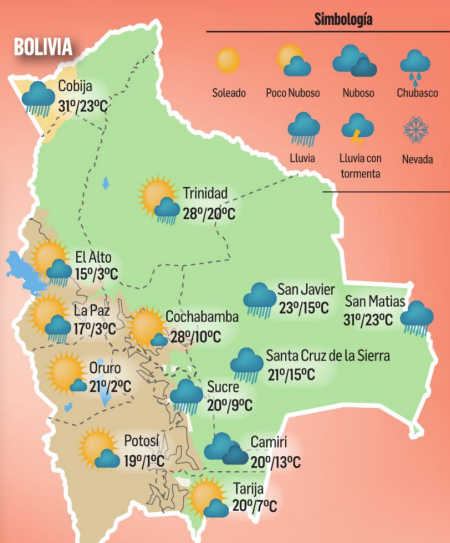 BOLIVIA
Simbología
Soleado
Poco Nuboso
Nuboso
Chubasco
Lluvia
Lluvia con
tormenta
Nevada
Cobija
31º/23ºC
Trinidad
28º/20ºC
El Alto
15º/3ºC
La Paz
17º/3ºC
Cochabamba
28º/10ºC
San Javier
23º/15ºC
San Matias
31º/23ºC
Oruro
21º/2ºC
Santa Cruz de la Sierra
21º/15ºC
Sucre
20º/9ºC
Potosí
19º/1ºC
Camiri
20º/13ºC
Tarija
20º/7ºC